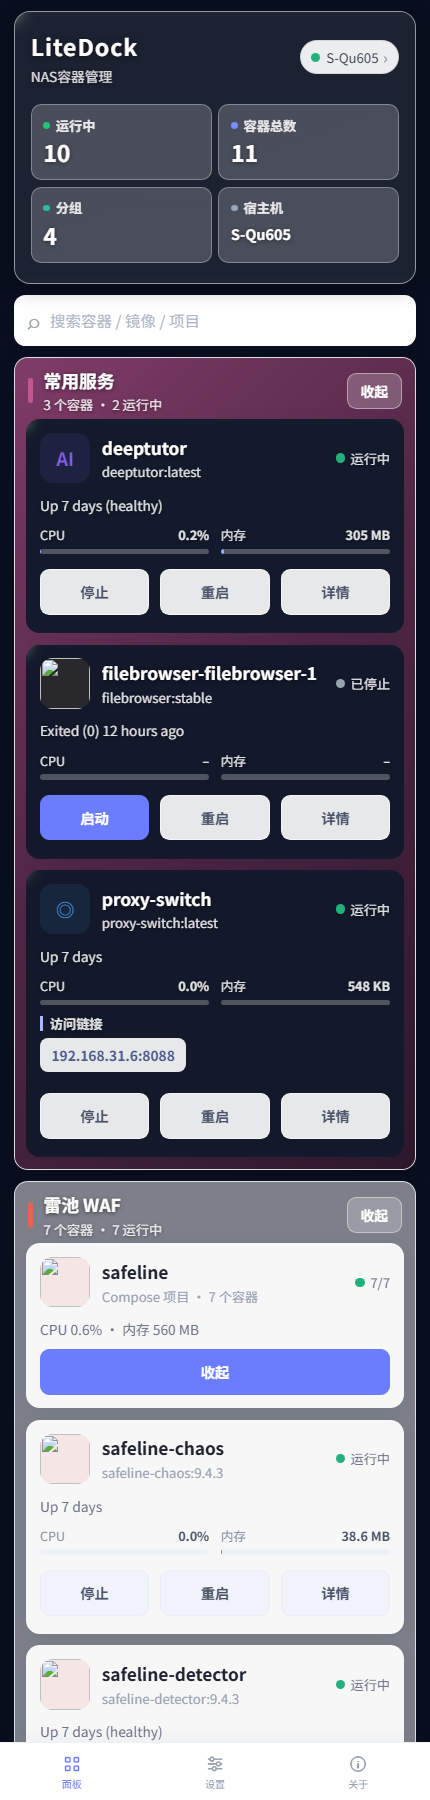 LiteDock
NAS容器管理
S-Qu605 ›
运行中
10
容器总数
11
分组
4
宿主机
S-Qu605
搜索容器 / 镜像 / 项目
常用服务
3 个容器 · 2 运行中
收起
AI
deeptutor
deeptutor:latest
运行中
Up 7 days (healthy)
CPU 0.2% 内存 305 MB
停止 重启 详情
filebrowser-filebrowser-1
filebrowser:stable
已停止
Exited (0) 12 hours ago
CPU – 内存 –
启动 重启 详情
proxy-switch
proxy-switch:latest
运行中
Up 7 days
CPU 0.0% 内存 548 KB
访问链接
192.168.31.6:8088
停止 重启 详情
雷池 WAF
7 个容器 · 7 运行中
收起
safeline
Compose 项目 · 7 个容器
7/7
CPU 0.6% · 内存 560 MB
收起
safeline-chaos
safeline-chaos:9.4.3
运行中
Up 7 days
CPU 0.0% 内存 38.6 MB
停止 重启 详情
safeline-detector
safeline-detector:9.4.3
运行中
Up 7 days (healthy)
面板 设置 关于